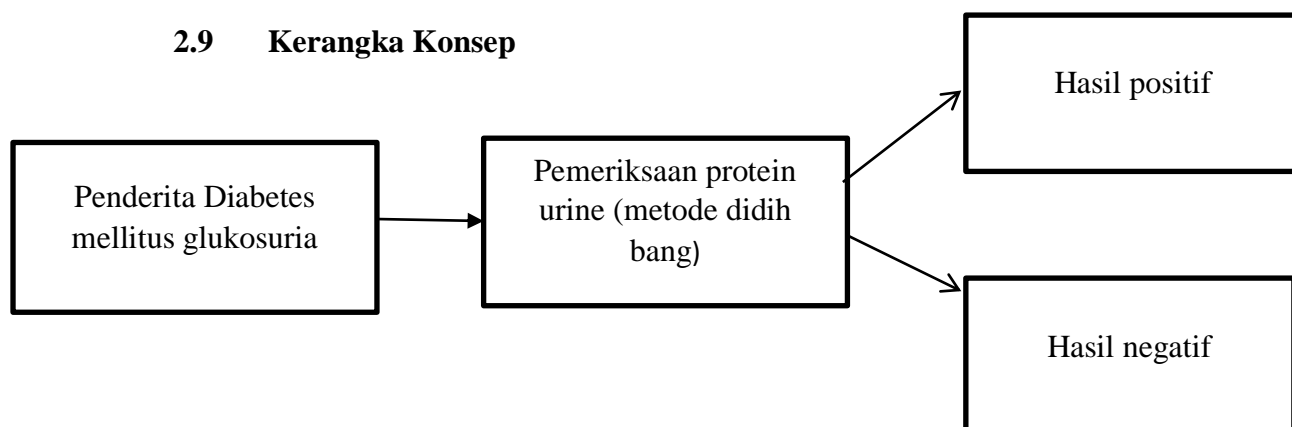 2.9 Kerangka Konsep
Hasil positif
Penderita Diabetes
mellitus glukosuria
Pemeriksaan protein
urine (metode didih
bang)
Hasil negatif